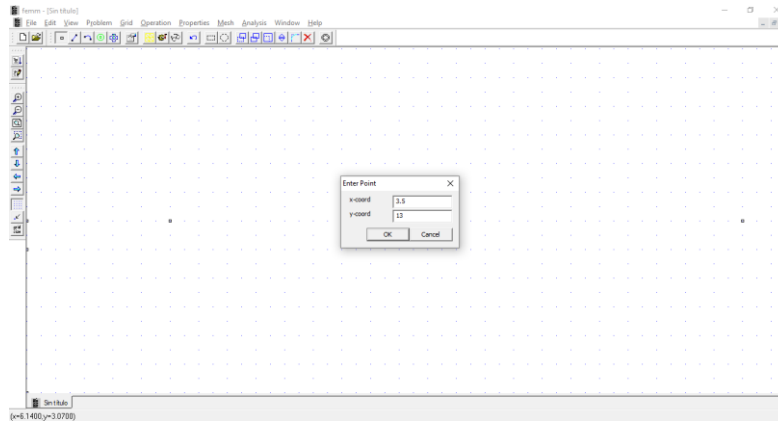 femm - [Sin título]
File Edit View Problem Grid Operation Properties Mesh Analysis Window Help
Enter Point
x-coord 3.5
y-coord 13
OK Cancel
Sin título
(x=6.1400,y=3.0700)